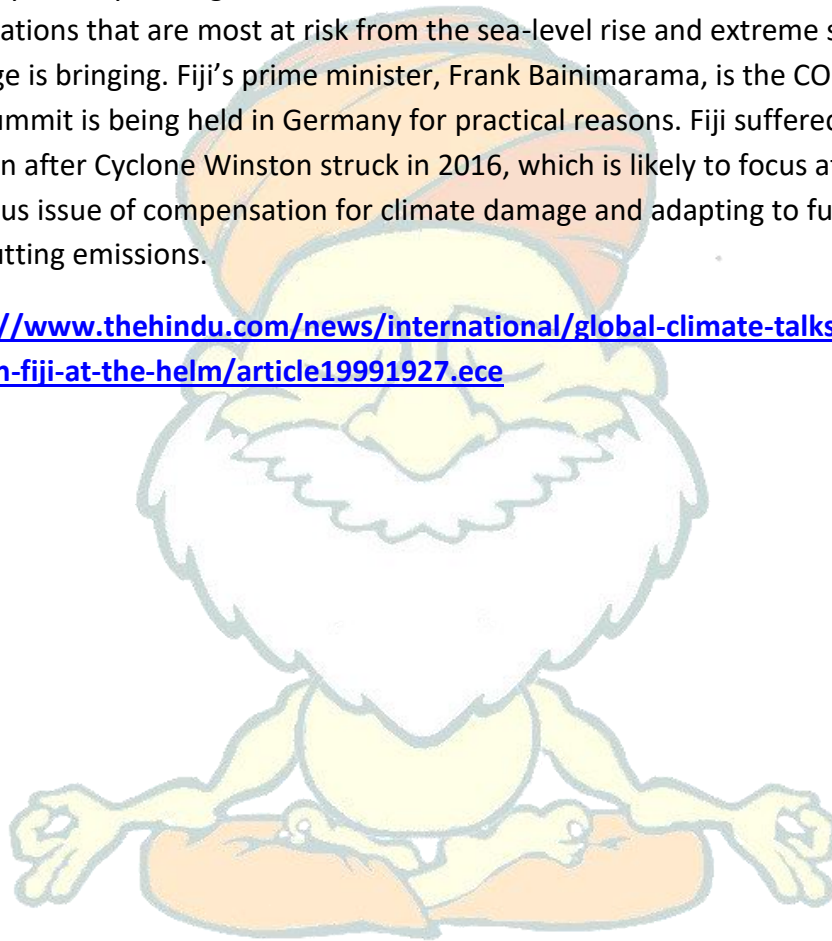 ations that are most at risk from the sea-level rise and extreme s
ge is bringing. Fiji’s prime minister, Frank Bainimarama, is the CO
ummit is being held in Germany for practical reasons. Fiji suffered
n after Cyclone Winston struck in 2016, which is likely to focus a
us issue of compensation for climate damage and adapting to fu
utting emissions.
//www.thehindu.com/news/international/global-climate-talks
-fiji-at-the-helm/article19991927.ece